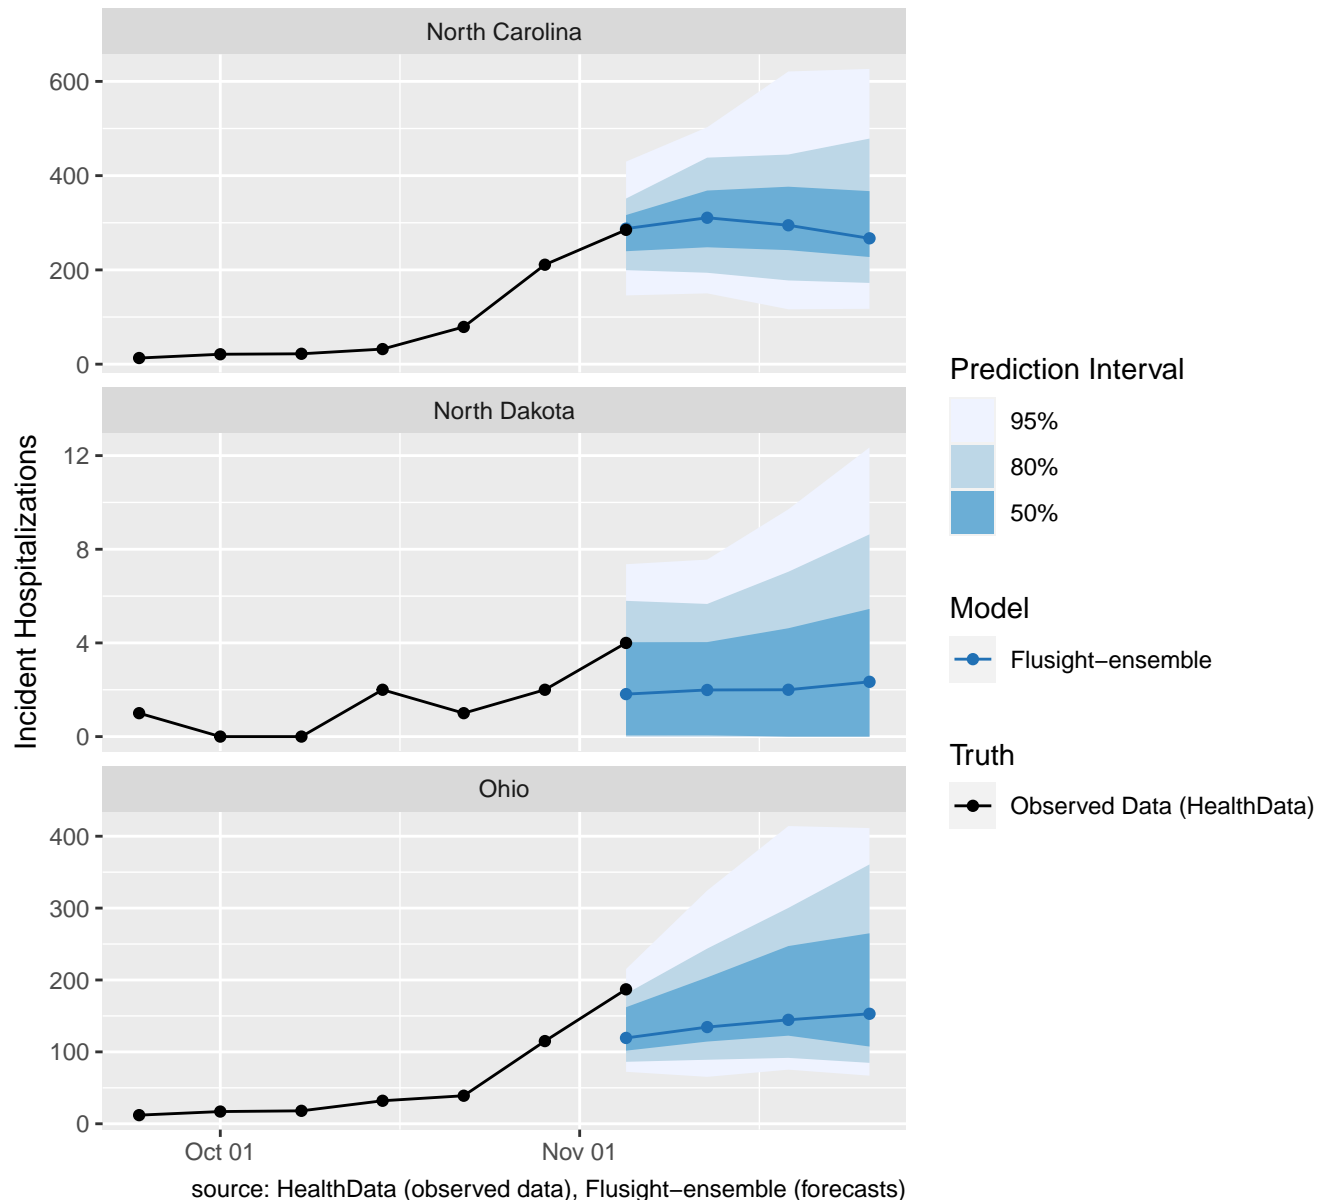 North Carolina
600
400
200
0
North Dakota
12
8
4
0
Ohio
400
300
200
100
0
Oct 01
Nov 01
Incident Hospitalizations
source: HealthData (observed data), Flusight−ensemble (forecasts)
Prediction Interval
95%
80%
50%
Model
Flusight−ensemble
Truth
Observed Data (HealthData)